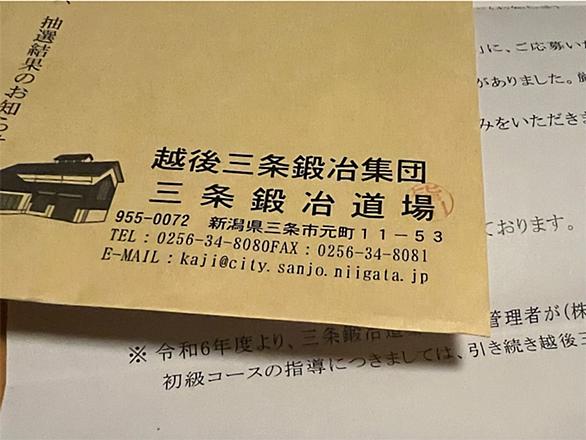 抽選結果のお知らせ
越後三条鍛冶集団
三条鍛冶道場
955-0072 新潟県三条市元町11-53
TEL:0256-34-8080FAX:0256-34-8081
E-MAIL:kaji@city.sanjo.niigata.jp
に、ご応募い
がありました。
みをいただきま
ております。
管理者が(株
※ 令和6年度より、三条鍛冶道
初級コースの指導につきましては、引き続き越後三